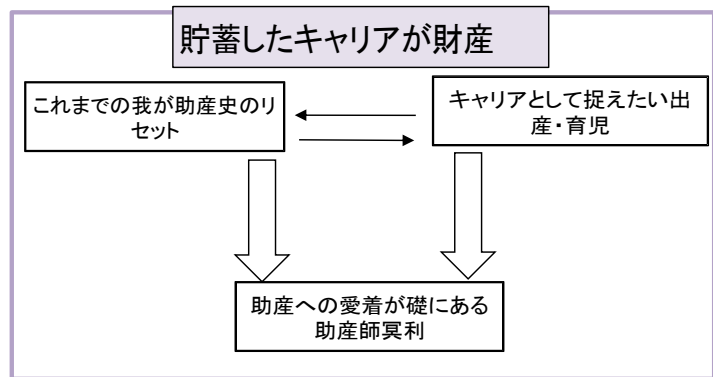 貯蓄したキャリアが財産
これまでの我が助産史のリ
セット
キャリアとして捉えたい出
産・育児
助産への愛着が礎にある
助産師冥利